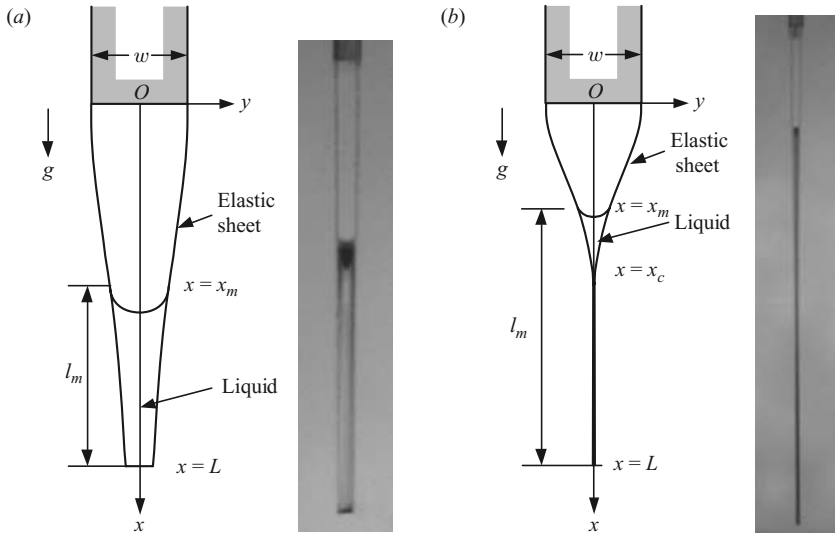 (a)
w
O
y
g
Elastic
sheet
x = x_m
l_m
Liquid
x = L
x
(b)
w
O
y
g
Elastic
sheet
x = x_m
Liquid
x = x_c
l_m
x = L
x